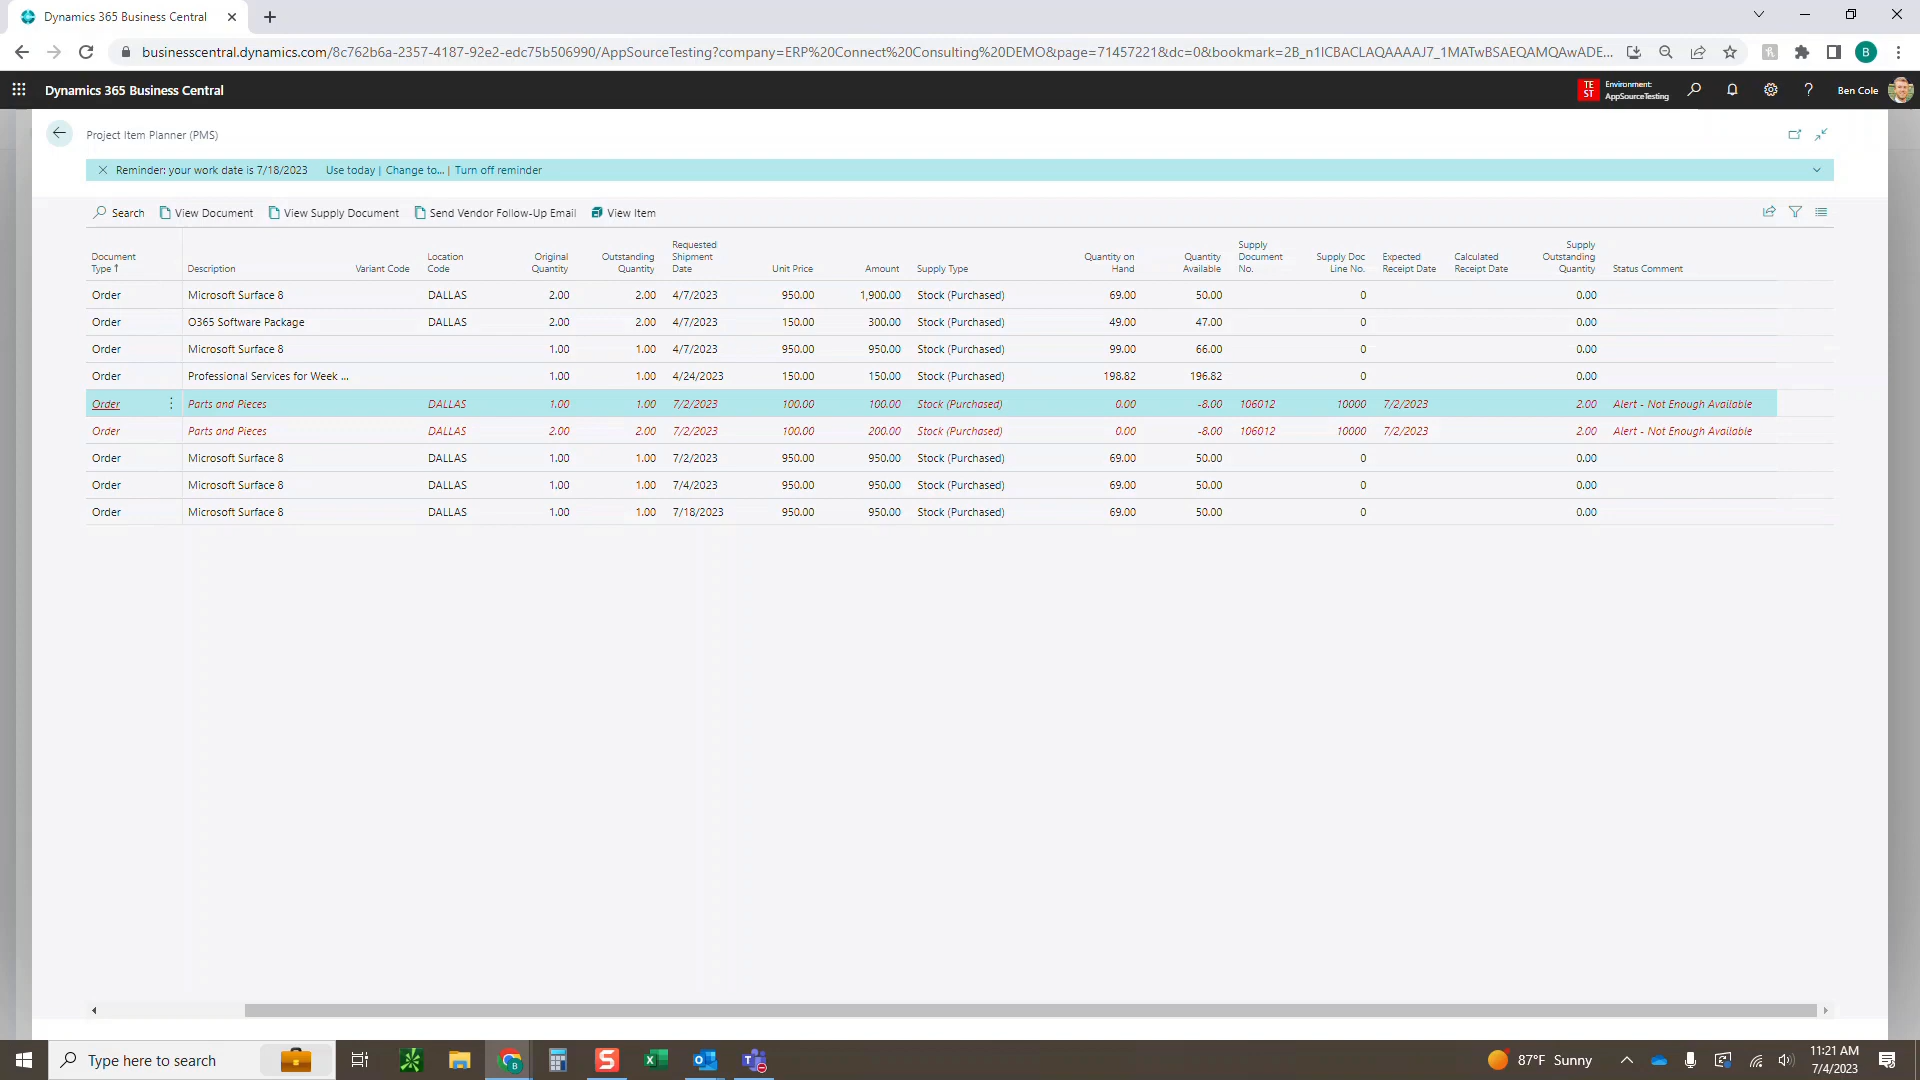 Dynamics 365 Business Central
businesscentral.dynamics.com/8c762b6a-2357-4187-92e2-edc75b506990/AppSourceTesting?company=ERP%20Connect%20Consulting%20DEMO&page=71457221&dc=0&bookmark=2B_n1ICBACLAQAAAAJ7_1MATwBSAEQAMQAwADE...
B
Dynamics 365 Business Central
TE ST
Environment: AppSourceTesting
?
Ben Cole
Project Item Planner (PMS)
Reminder: your work date is 7/18/2023 Use today | Change to... | Turn off reminder
Search View Document View Supply Document Send Vendor Follow-Up Email View Item
Document Type ↑ Description Variant Code Location Code Original Quantity Outstanding Quantity Requested Shipment Date Unit Price Amount Supply Type Quantity on Hand Quantity Available Supply Document No. Supply Doc Line No. Expected Receipt Date Calculated Receipt Date Supply Outstanding Quantity Status Comment
Order Microsoft Surface 8 DALLAS 2.00 2.00 4/7/2023 950.00 1,900.00 Stock (Purchased) 69.00 50.00 0 0.00
Order O365 Software Package DALLAS 2.00 2.00 4/7/2023 150.00 300.00 Stock (Purchased) 49.00 47.00 0 0.00
Order Microsoft Surface 8 1.00 1.00 4/7/2023 950.00 950.00 Stock (Purchased) 99.00 66.00 0 0.00
Order Professional Services for Week ... 1.00 1.00 4/24/2023 150.00 150.00 Stock (Purchased) 198.82 196.82 0 0.00
Order Parts and Pieces DALLAS 1.00 1.00 7/2/2023 100.00 100.00 Stock (Purchased) 0.00 -8.00 106012 10000 7/2/2023 2.00 Alert - Not Enough Available
Order Parts and Pieces DALLAS 2.00 2.00 7/2/2023 100.00 200.00 Stock (Purchased) 0.00 -8.00 106012 10000 7/2/2023 2.00 Alert - Not Enough Available
Order Microsoft Surface 8 DALLAS 1.00 1.00 7/2/2023 950.00 950.00 Stock (Purchased) 69.00 50.00 0 0.00
Order Microsoft Surface 8 DALLAS 1.00 1.00 7/4/2023 950.00 950.00 Stock (Purchased) 69.00 50.00 0 0.00
Order Microsoft Surface 8 DALLAS 1.00 1.00 7/18/2023 950.00 950.00 Stock (Purchased) 69.00 50.00 0 0.00
Type here to search
87°F Sunny
11:21 AM
7/4/2023